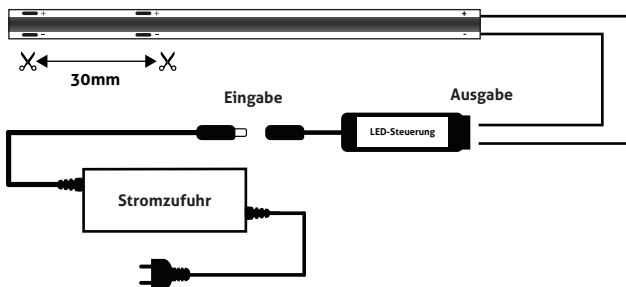 + + +
- - -
30mm
Eingabe
Ausgabe
LED-Steuerung
Stromzufuhr